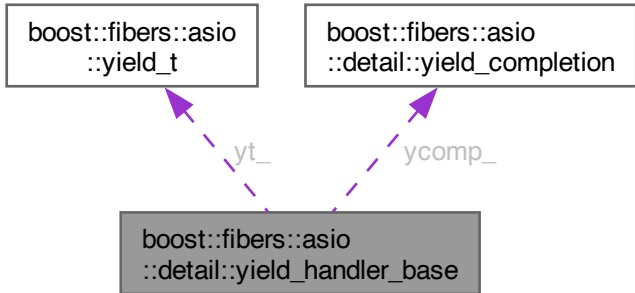 boost::fibers::asio
::yield_t
boost::fibers::asio
::detail::yield_completion
yt_
ycomp_
boost::fibers::asio
::detail::yield_handler_base